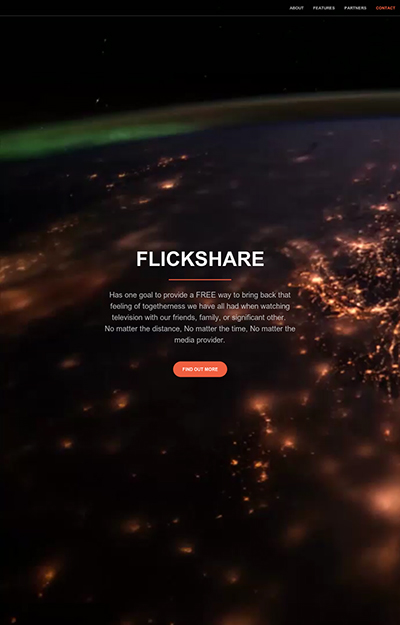 ABOUT FEATURES PARTNERS CONTACT
FLICKSHARE
Has one goal to provide a FREE way to bring back that
feeling of togetherness we have all had when watching
television with our friends, family, or significant other.
No matter the distance, No matter the time, No matter the
media provider.
FIND OUT MORE